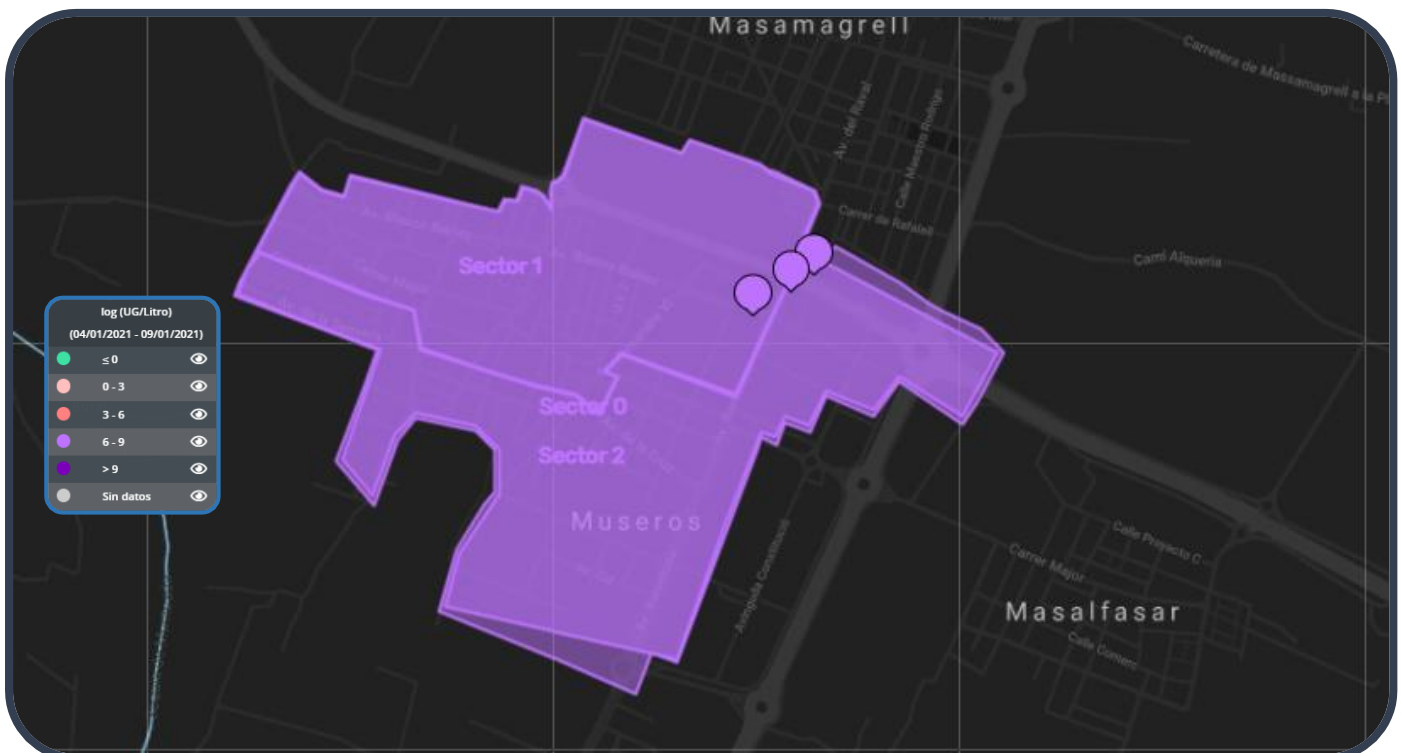 Masamagrell
Carretera de Massamagrell a la Pl
Av. del Raval
Calle Maestro Rodrigo
Carrer de Rafalell
Camí Alqueria
Sector 1
log (UG/Litro)
(04/01/2021 - 09/01/2021)
≤ 0
0 - 3
3 - 6
6 - 9
> 9
Sin datos
Sector 0
Sector 2
Museros
Avinguda Constitució
Calle Proyecto C
Carrer Major
Masalfasar
Calle Comerç